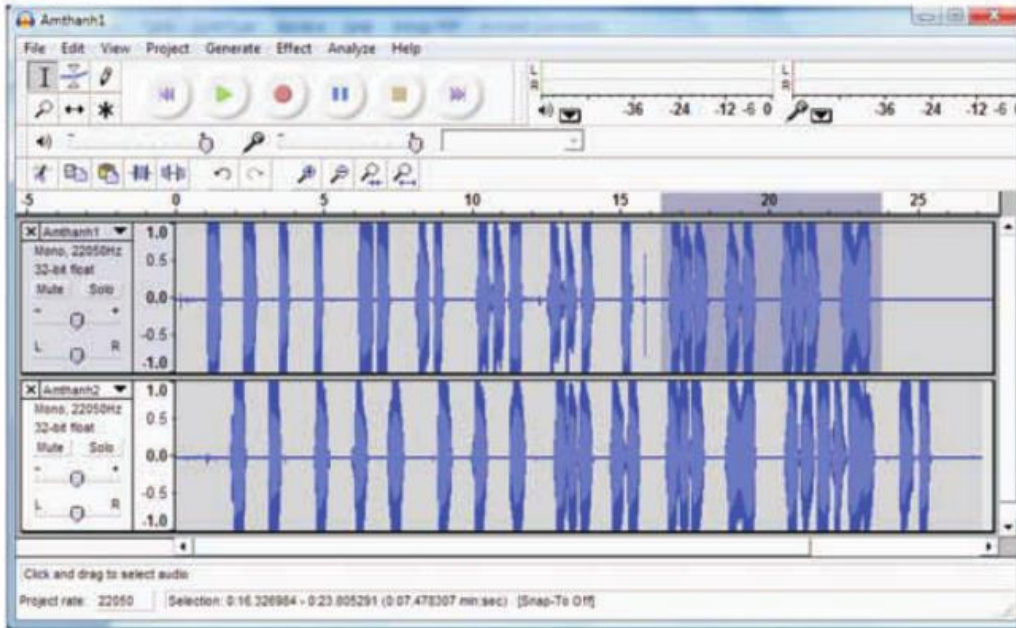 Amthanh1
File Edit View Project Generate Effect Analyze Help
-36 -24 -12 -6 0 -36 -24 -12 -6 0
-5 0 5 10 15 20 25
Amthanh1
Mono, 22050Hz
32-bit float
Mute Solo
- +
L R
1.0
0.5
0.0
-0.5
-1.0
Amthanh2
Mono, 22050Hz
32-bit float
Mute Solo
- +
L R
1.0
0.5
0.0
-0.5
-1.0
Click and drag to select audio
Project rate: 22050 Selection: 0:16.326984 - 0:23.805291 (0:07.478307 min:sec) [Snap-To Off]